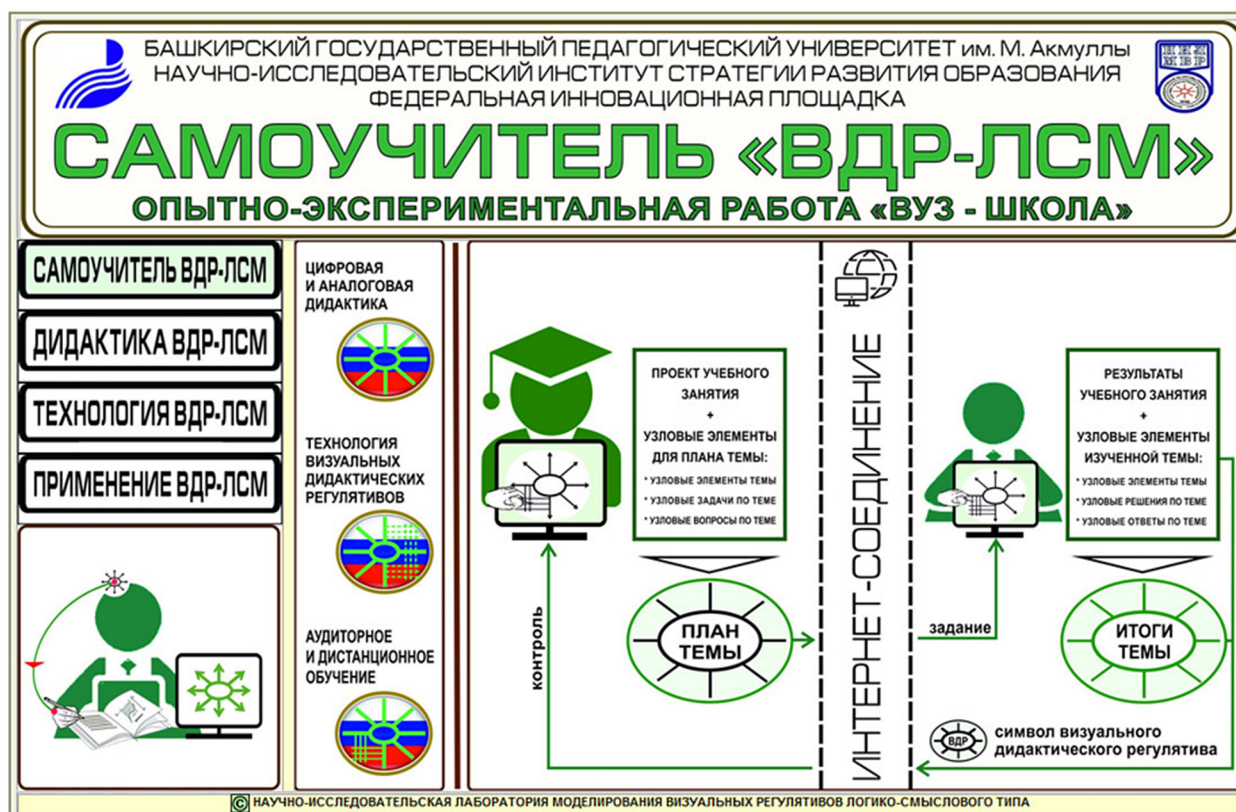 БАШКИРСКИЙ ГОСУДАРСТВЕННЫЙ ПЕДАГОГИЧЕСКИЙ УНИВЕРСИТЕТ им. М. Акмуллы
НАУЧНО-ИССЛЕДОВАТЕЛЬСКИЙ ИНСТИТУТ СТРАТЕГИИ РАЗВИТИЯ ОБРАЗОВАНИЯ
ФЕДЕРАЛЬНАЯ ИННОВАЦИОННАЯ ПЛОЩАДКА
САМОУЧИТЕЛЬ «ВДР-ЛСМ»
ОПЫТНО-ЭКСПЕРИМЕНТАЛЬНАЯ РАБОТА «ВУЗ - ШКОЛА»
САМОУЧИТЕЛЬ ВДР-ЛСМ
ДИДАКТИКА ВДР-ЛСМ
ТЕХНОЛОГИЯ ВДР-ЛСМ
ПРИМЕНЕНИЕ ВДР-ЛСМ
ЦИФРОВАЯ
И АНАЛОГОВАЯ
ДИДАКТИКА
ТЕХНОЛОГИЯ
ВИЗУАЛЬНЫХ
ДИДАКТИЧЕСКИХ
РЕГУЛЯТИВОВ
АУДИТОРНОЕ
И ДИСТАНЦИОННОЕ
ОБУЧЕНИЕ
ПРОЕКТ УЧЕБНОГО
ЗАНЯТИЯ
+
УЗЛОВЫЕ ЭЛЕМЕНТЫ
ДЛЯ ПЛАНА ТЕМЫ:
* УЗЛОВЫЕ ЭЛЕМЕНТЫ ТЕМЫ
* УЗЛОВЫЕ ЗАДАЧИ ПО ТЕМЕ
* УЗЛОВЫЕ ВОПРОСЫ ПО ТЕМЕ
ПЛАН
ТЕМЫ
контроль
ИНТЕРНЕТ-СОЕДИНЕНИЕ
задание
РЕЗУЛЬТАТЫ
УЧЕБНОГО ЗАНЯТИЯ
+
УЗЛОВЫЕ ЭЛЕМЕНТЫ
ИЗУЧЕННОЙ ТЕМЫ:
* УЗЛОВЫЕ ЭЛЕМЕНТЫ ТЕМЫ
* УЗЛОВЫЕ РЕШЕНИЯ ПО ТЕМЕ
* УЗЛОВЫЕ ОТВЕТЫ ПО ТЕМЕ
ИТОГИ
ТЕМЫ
ВДР
символ визуального
дидактического регулятива
© НАУЧНО-ИССЛЕДОВАТЕЛЬСКАЯ ЛАБОРАТОРИЯ МОДЕЛИРОВАНИЯ ВИЗУАЛЬНЫХ РЕГУЛЯТИВОВ ЛОГИКО-СМЫСЛОВОГО ТИПА